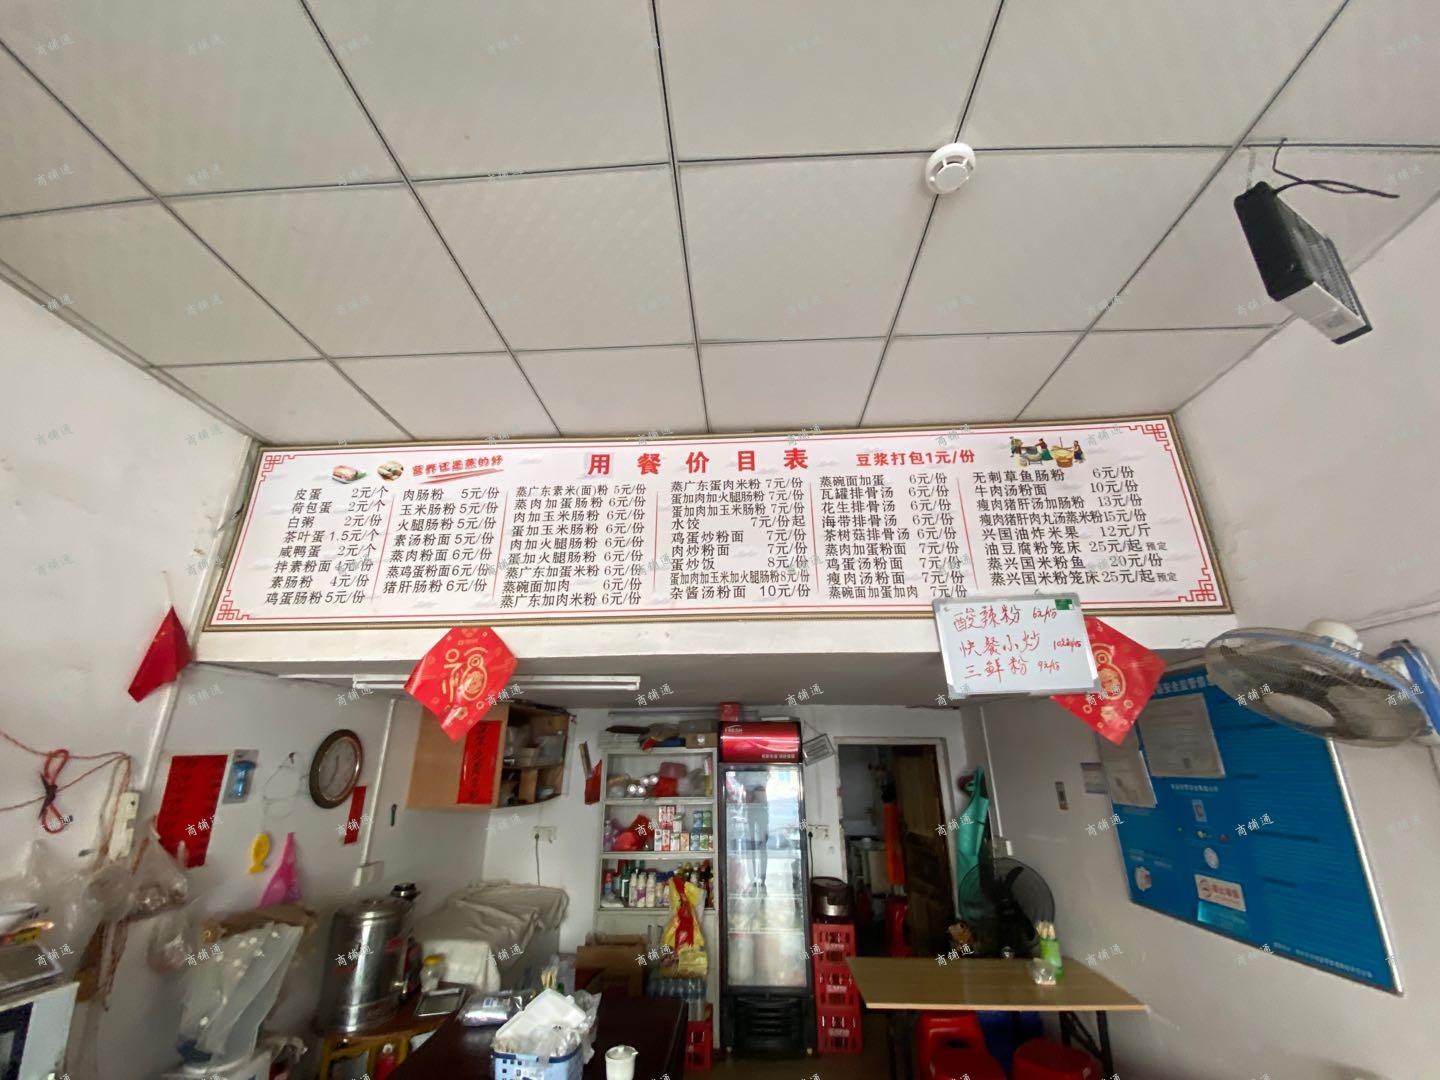 营养还是蒸的好
用餐价目表
豆浆打包1元/份
皮蛋 2元/个
荷包蛋 2元/个
白粥 2元/份
茶叶蛋 1.5元/个
咸鸭蛋 2元/个
拌素粉面 4元/份
素肠粉 4元/份
鸡蛋肠粉 5元/份
肉肠粉 5元/份
玉米肠粉 5元/份
火腿肠粉 5元/份
素汤粉面 5元/份
蒸肉粉面 6元/份
蒸鸡蛋粉面 6元/份
猪肝肠粉 6元/份
蒸广东素米(面)粉 5元/份
蒸肉加蛋肠粉 6元/份
肉加玉米肠粉 6元/份
蛋加玉米肠粉 6元/份
肉加火腿肠粉 6元/份
蛋加火腿肠粉 6元/份
蒸广东加蛋米粉 6元/份
蒸碗面加肉 6元/份
蒸广东加肉米粉 6元/份
蒸广东蛋肉米粉 7元/份
蛋加肉加火腿肠粉 7元/份
蛋加肉加玉米肠粉 7元/份
水饺 7元/份起
鸡蛋炒粉面 7元/份
肉炒粉面 7元/份
蛋炒饭 8元/份
蛋加肉加玉米加火腿肠粉8元/份
杂酱汤粉面 10元/份
蒸碗面加蛋 6元/份
瓦罐排骨汤 6元/份
花生排骨汤 6元/份
海带排骨汤 6元/份
茶树菇排骨汤 6元/份
蒸肉加蛋粉面 7元/份
鸡蛋汤粉面 7元/份
瘦肉汤粉面 7元/份
蒸碗面加蛋加肉 7元/份
无刺草鱼肠粉 6元/份
牛肉汤粉面 10元/份
瘦肉猪肝汤加肠粉 13元/份
瘦肉猪肝肉丸汤蒸米粉15元/份
兴国油炸米果 12元/斤
油豆腐粉笼床 25元/起 预定
蒸兴国米粉鱼 20元/份
蒸兴国米粉笼床25元/起 预定
酸辣粉 6元/份
快餐小炒
三鲜粉 9元/份
福
FRESH
商铺通